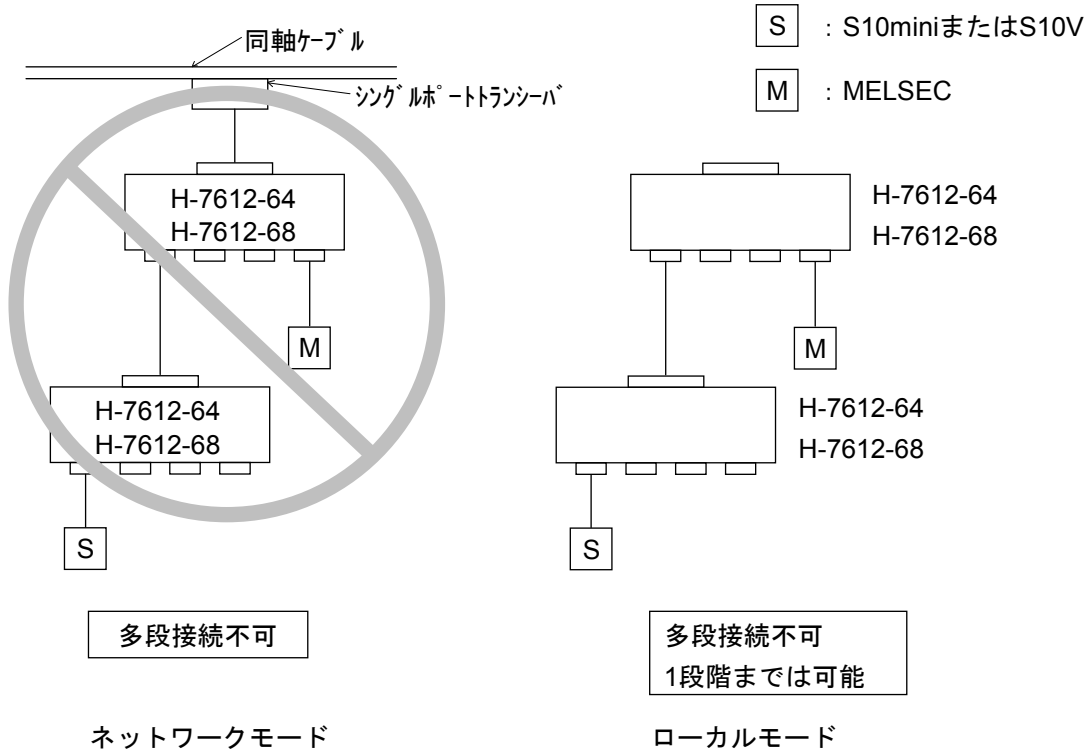 S : S10miniまたはS10V
M : MELSEC
同軸ｹｰﾌﾞﾙ
ｼﾝｸﾞﾙﾎﾟｰﾄﾄﾗﾝｼｰﾊﾞ
H-7612-64
H-7612-68
M
H-7612-64
H-7612-68
S
多段接続不可
ネットワークモード
H-7612-64
H-7612-68
M
H-7612-64
H-7612-68
S
多段接続不可
1段階までは可能
ローカルモード